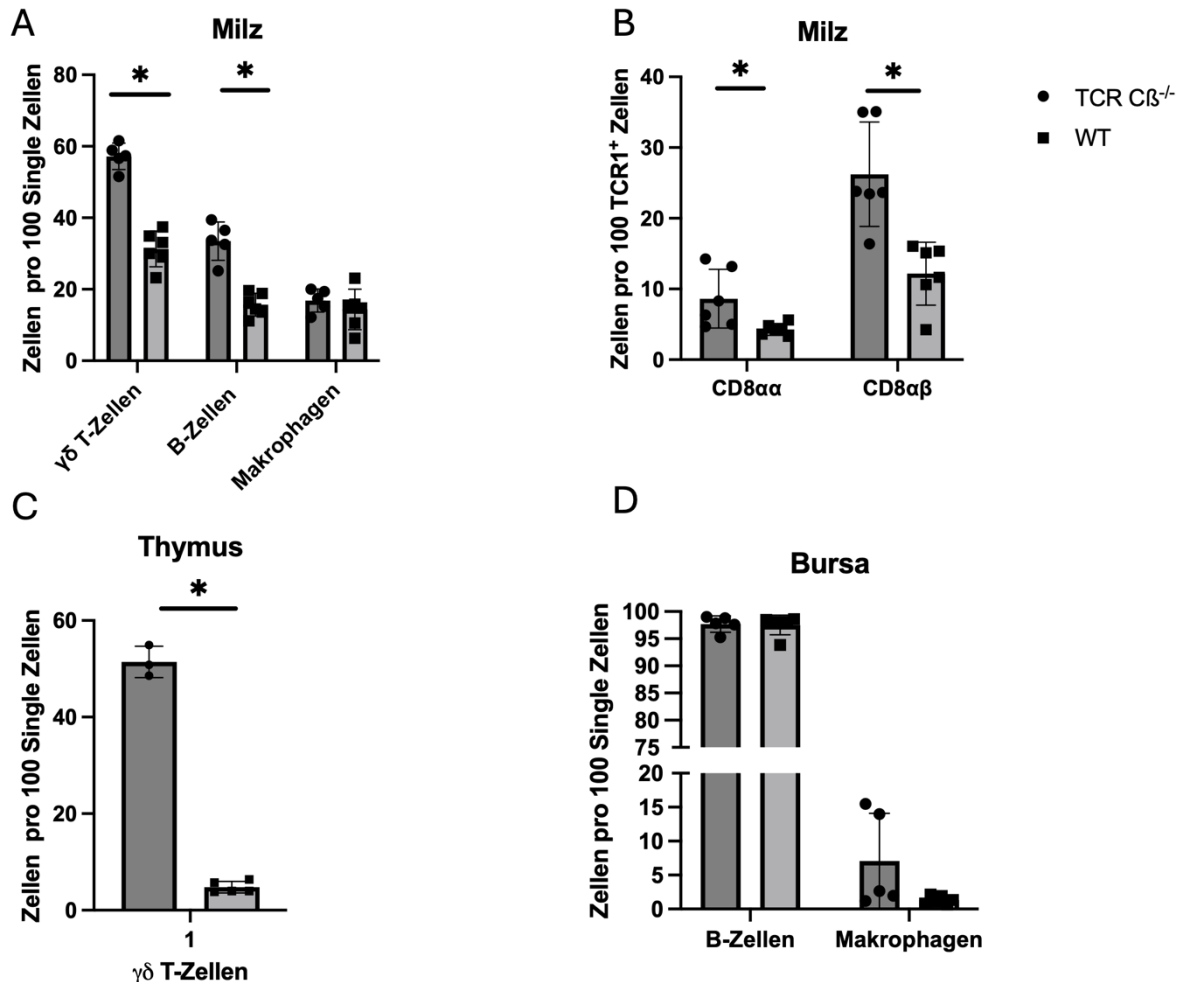 A
Milz
Zellen pro 100 Single Zellen
80
60
40
20
0
*
*
γδ T-Zellen
B-Zellen
Makrophagen
B
Milz
Zellen pro 100 TCR1⁺ Zellen
40
30
20
10
0
*
*
CD8αα
CD8αβ
TCR Cß⁻/⁻
WT
C
Thymus
Zellen pro 100 Single Zellen
60
40
20
0
*
1
γδ T-Zellen
D
Bursa
Zellen pro 100 Single Zellen
100
95
90
85
80
75
20
15
10
5
0
B-Zellen
Makrophagen